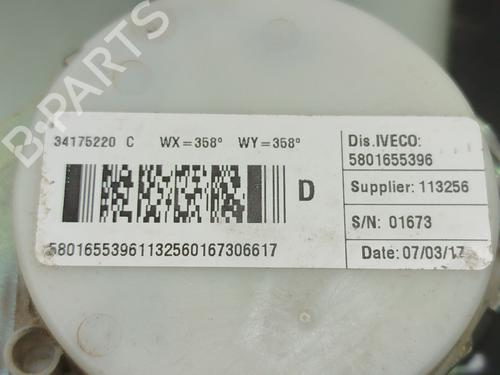 B-PARTS
34175220 C WX=358° WY=358°
D
58016553961132560167306617
Dis.IVECO:
5801655396
Supplier: 113256
S/N: 01673
Date: 07/03/17